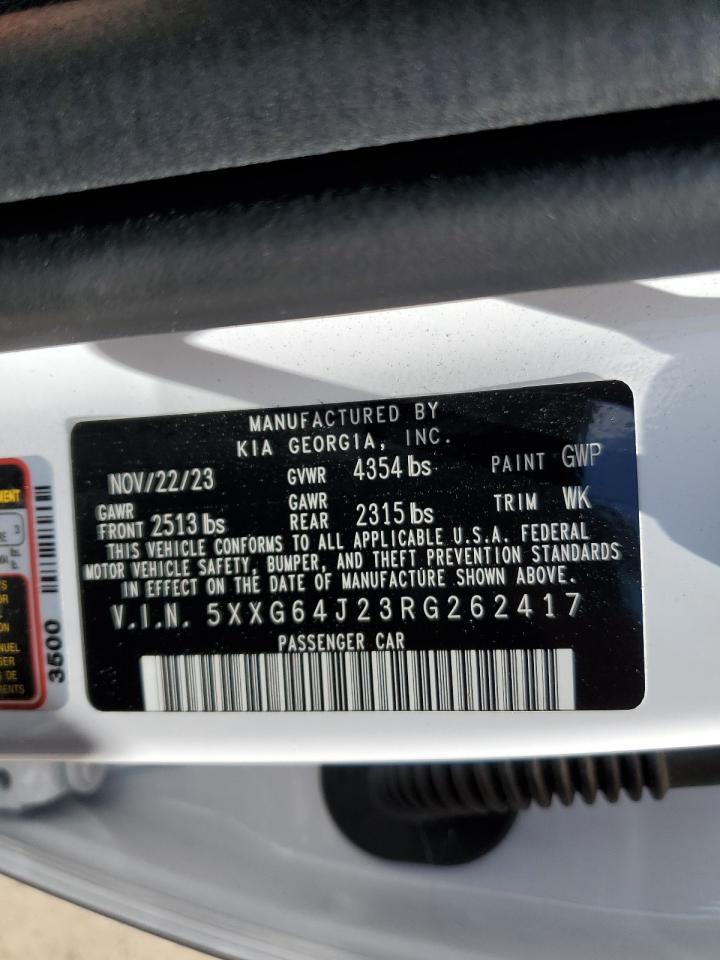 MANUFACTURED BY
KIA GEORGIA, INC.
NOV/22/23 GVWR 4354 lbs PAINT GWP
GAWR FRONT 2513 lbs GAWR REAR 2315 lbs TRIM WK
THIS VEHICLE CONFORMS TO ALL APPLICABLE U.S.A. FEDERAL
MOTOR VEHICLE SAFETY, BUMPER, AND THEFT PREVENTION STANDARDS
IN EFFECT ON THE DATE OF MANUFACTURE SHOWN ABOVE.
V.I.N. 5XXG64J23RG262417
PASSENGER CAR
3500